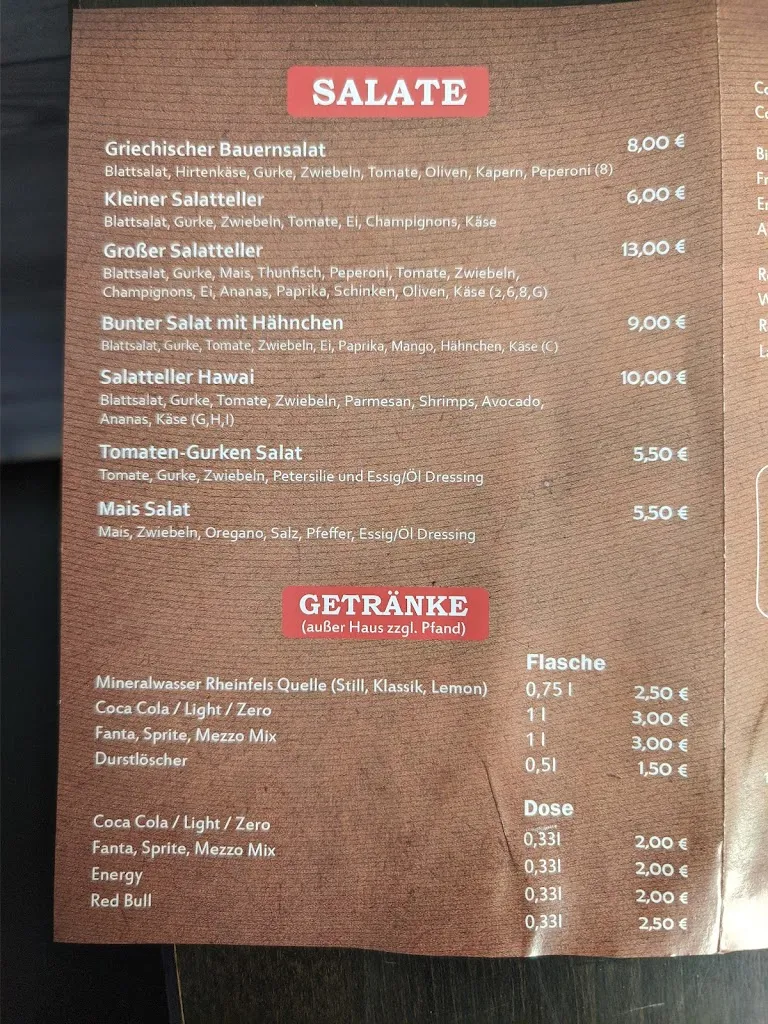 SALATE
Griechischer Bauernsalat 8,00 €
Blattsalat, Hirtenkäse, Gurke, Zwiebeln, Tomate, Oliven, Kapern, Peperoni (8)
Kleiner Salatteller 6,00 €
Blattsalat, Gurke, Zwiebeln, Tomate, Ei, Champignons, Käse
Großer Salatteller 13,00 €
Blattsalat, Gurke, Mais, Thunfisch, Peperoni, Tomate, Zwiebeln,
Champignons, Ei, Ananas, Paprika, Schinken, Oliven, Käse (2,6,8,G)
Bunter Salat mit Hähnchen 9,00 €
Blattsalat, Gurke, Tomate, Zwiebeln, Ei, Paprika, Mango, Hähnchen, Käse (C)
Salatteller Hawai 10,00 €
Blattsalat, Gurke, Tomate, Zwiebeln, Parmesan, Shrimps, Avocado,
Ananas, Käse (G,H,I)
Tomaten-Gurken Salat 5,50 €
Tomate, Gurke, Zwiebeln, Petersilie und Essig/Öl Dressing
Mais Salat 5,50 €
Mais, Zwiebeln, Oregano, Salz, Pfeffer, Essig/Öl Dressing
GETRÄNKE
(außer Haus zzgl. Pfand)
Flasche
Mineralwasser Rheinfels Quelle (Still, Klassik, Lemon) 0,75 l 2,50 €
Coca Cola / Light / Zero 1 l 3,00 €
Fanta, Sprite, Mezzo Mix 1 l 3,00 €
Durstlöscher 0,5l 1,50 €
Dose
Coca Cola / Light / Zero 0,33l 2,00 €
Fanta, Sprite, Mezzo Mix 0,33l 2,00 €
Energy 0,33l 2,00 €
Red Bull 0,33l 2,50 €